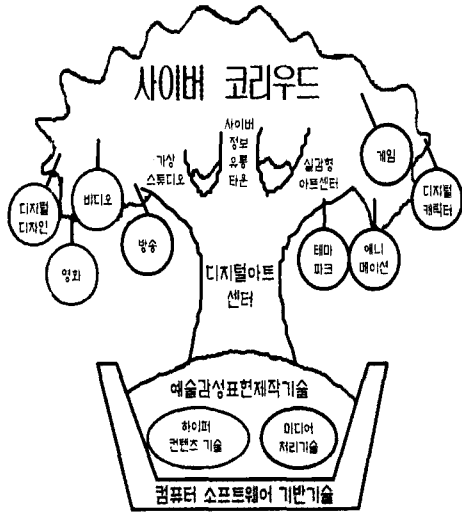 사이버 코리우드
사이버
정보
유통
타운
가상
스튜디오
실감형
아트센터
게임
디지털
캐릭터
디지털
디자인
비디오
방송
영화
테마
파크
애니
메이션
디지털아트
센터
예술감성표현제작기술
하이퍼
컨텐츠 기술
미디어
처리기술
컴퓨터 소프트웨어 기반기술